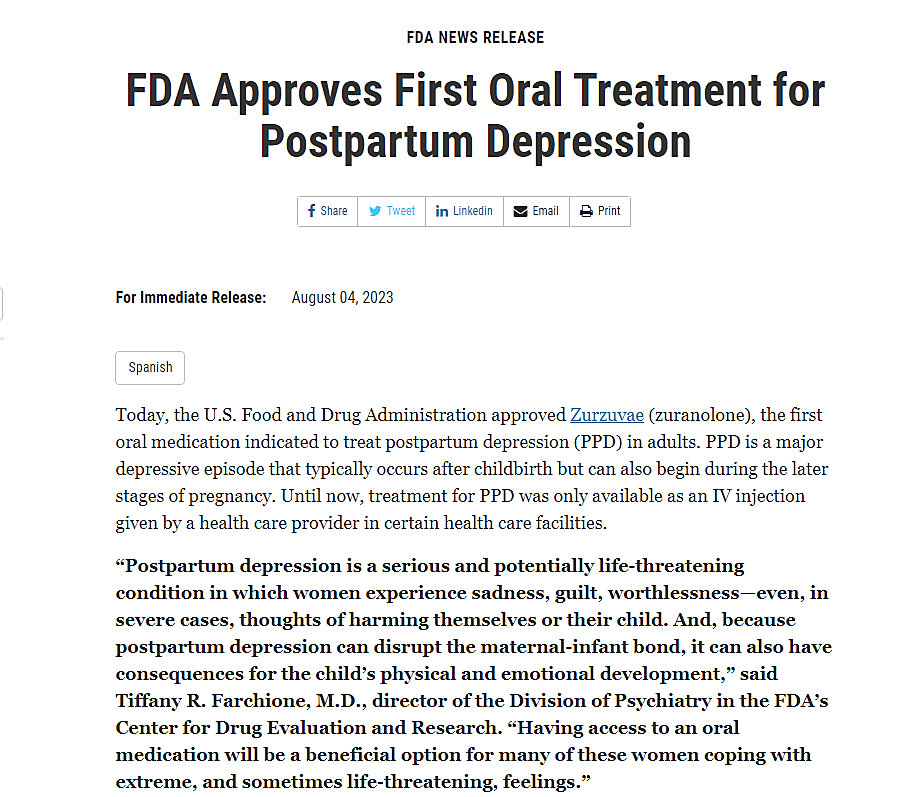 FDA NEWS RELEASE
FDA Approves First Oral Treatment for
Postpartum Depression
Share Tweet Linkedin Email Print
For Immediate Release: August 04, 2023
Spanish
Today, the U.S. Food and Drug Administration approved Zurzuvae (zuranolone), the first
oral medication indicated to treat postpartum depression (PPD) in adults. PPD is a major
depressive episode that typically occurs after childbirth but can also begin during the later
stages of pregnancy. Until now, treatment for PPD was only available as an IV injection
given by a health care provider in certain health care facilities.
“Postpartum depression is a serious and potentially life-threatening
condition in which women experience sadness, guilt, worthlessness—even, in
severe cases, thoughts of harming themselves or their child. And, because
postpartum depression can disrupt the maternal-infant bond, it can also have
consequences for the child’s physical and emotional development,” said
Tiffany R. Farchione, M.D., director of the Division of Psychiatry in the FDA’s
Center for Drug Evaluation and Research. “Having access to an oral
medication will be a beneficial option for many of these women coping with
extreme, and sometimes life-threatening, feelings.”